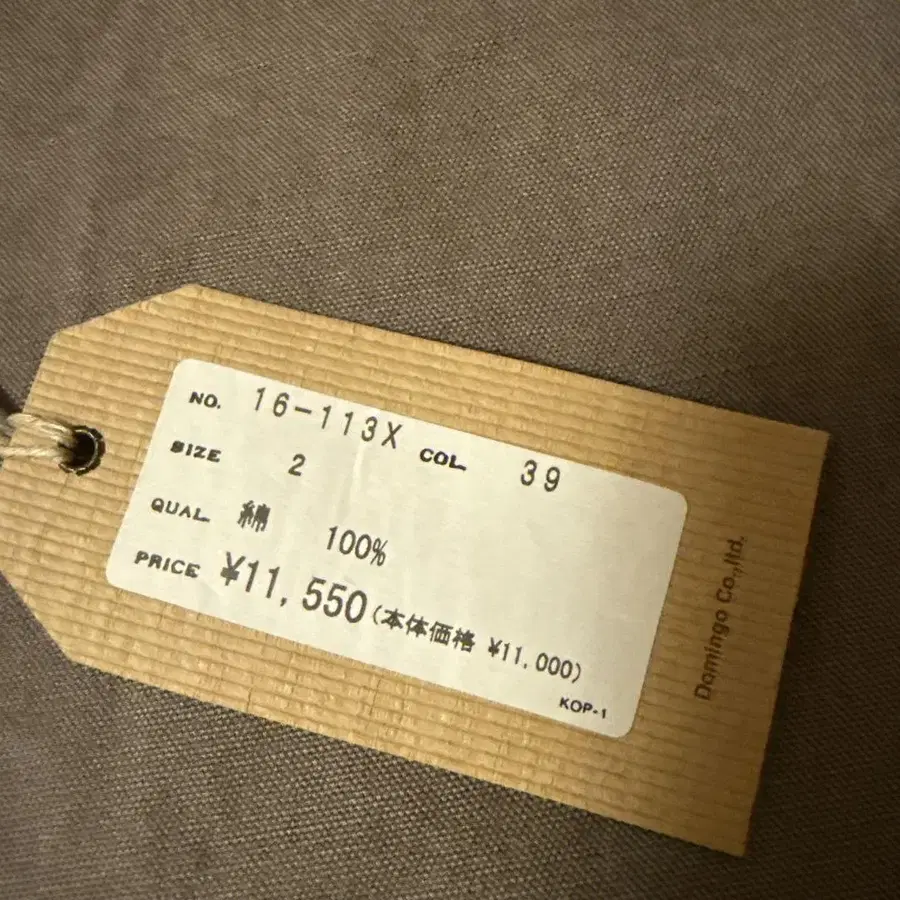 NO. 16-113X COL. 39
SIZE 2
QUAL. 綿 100%
PRICE ¥11,550(本体価格 ¥11,000)
KOP-1
Domingo Co.,ltd.